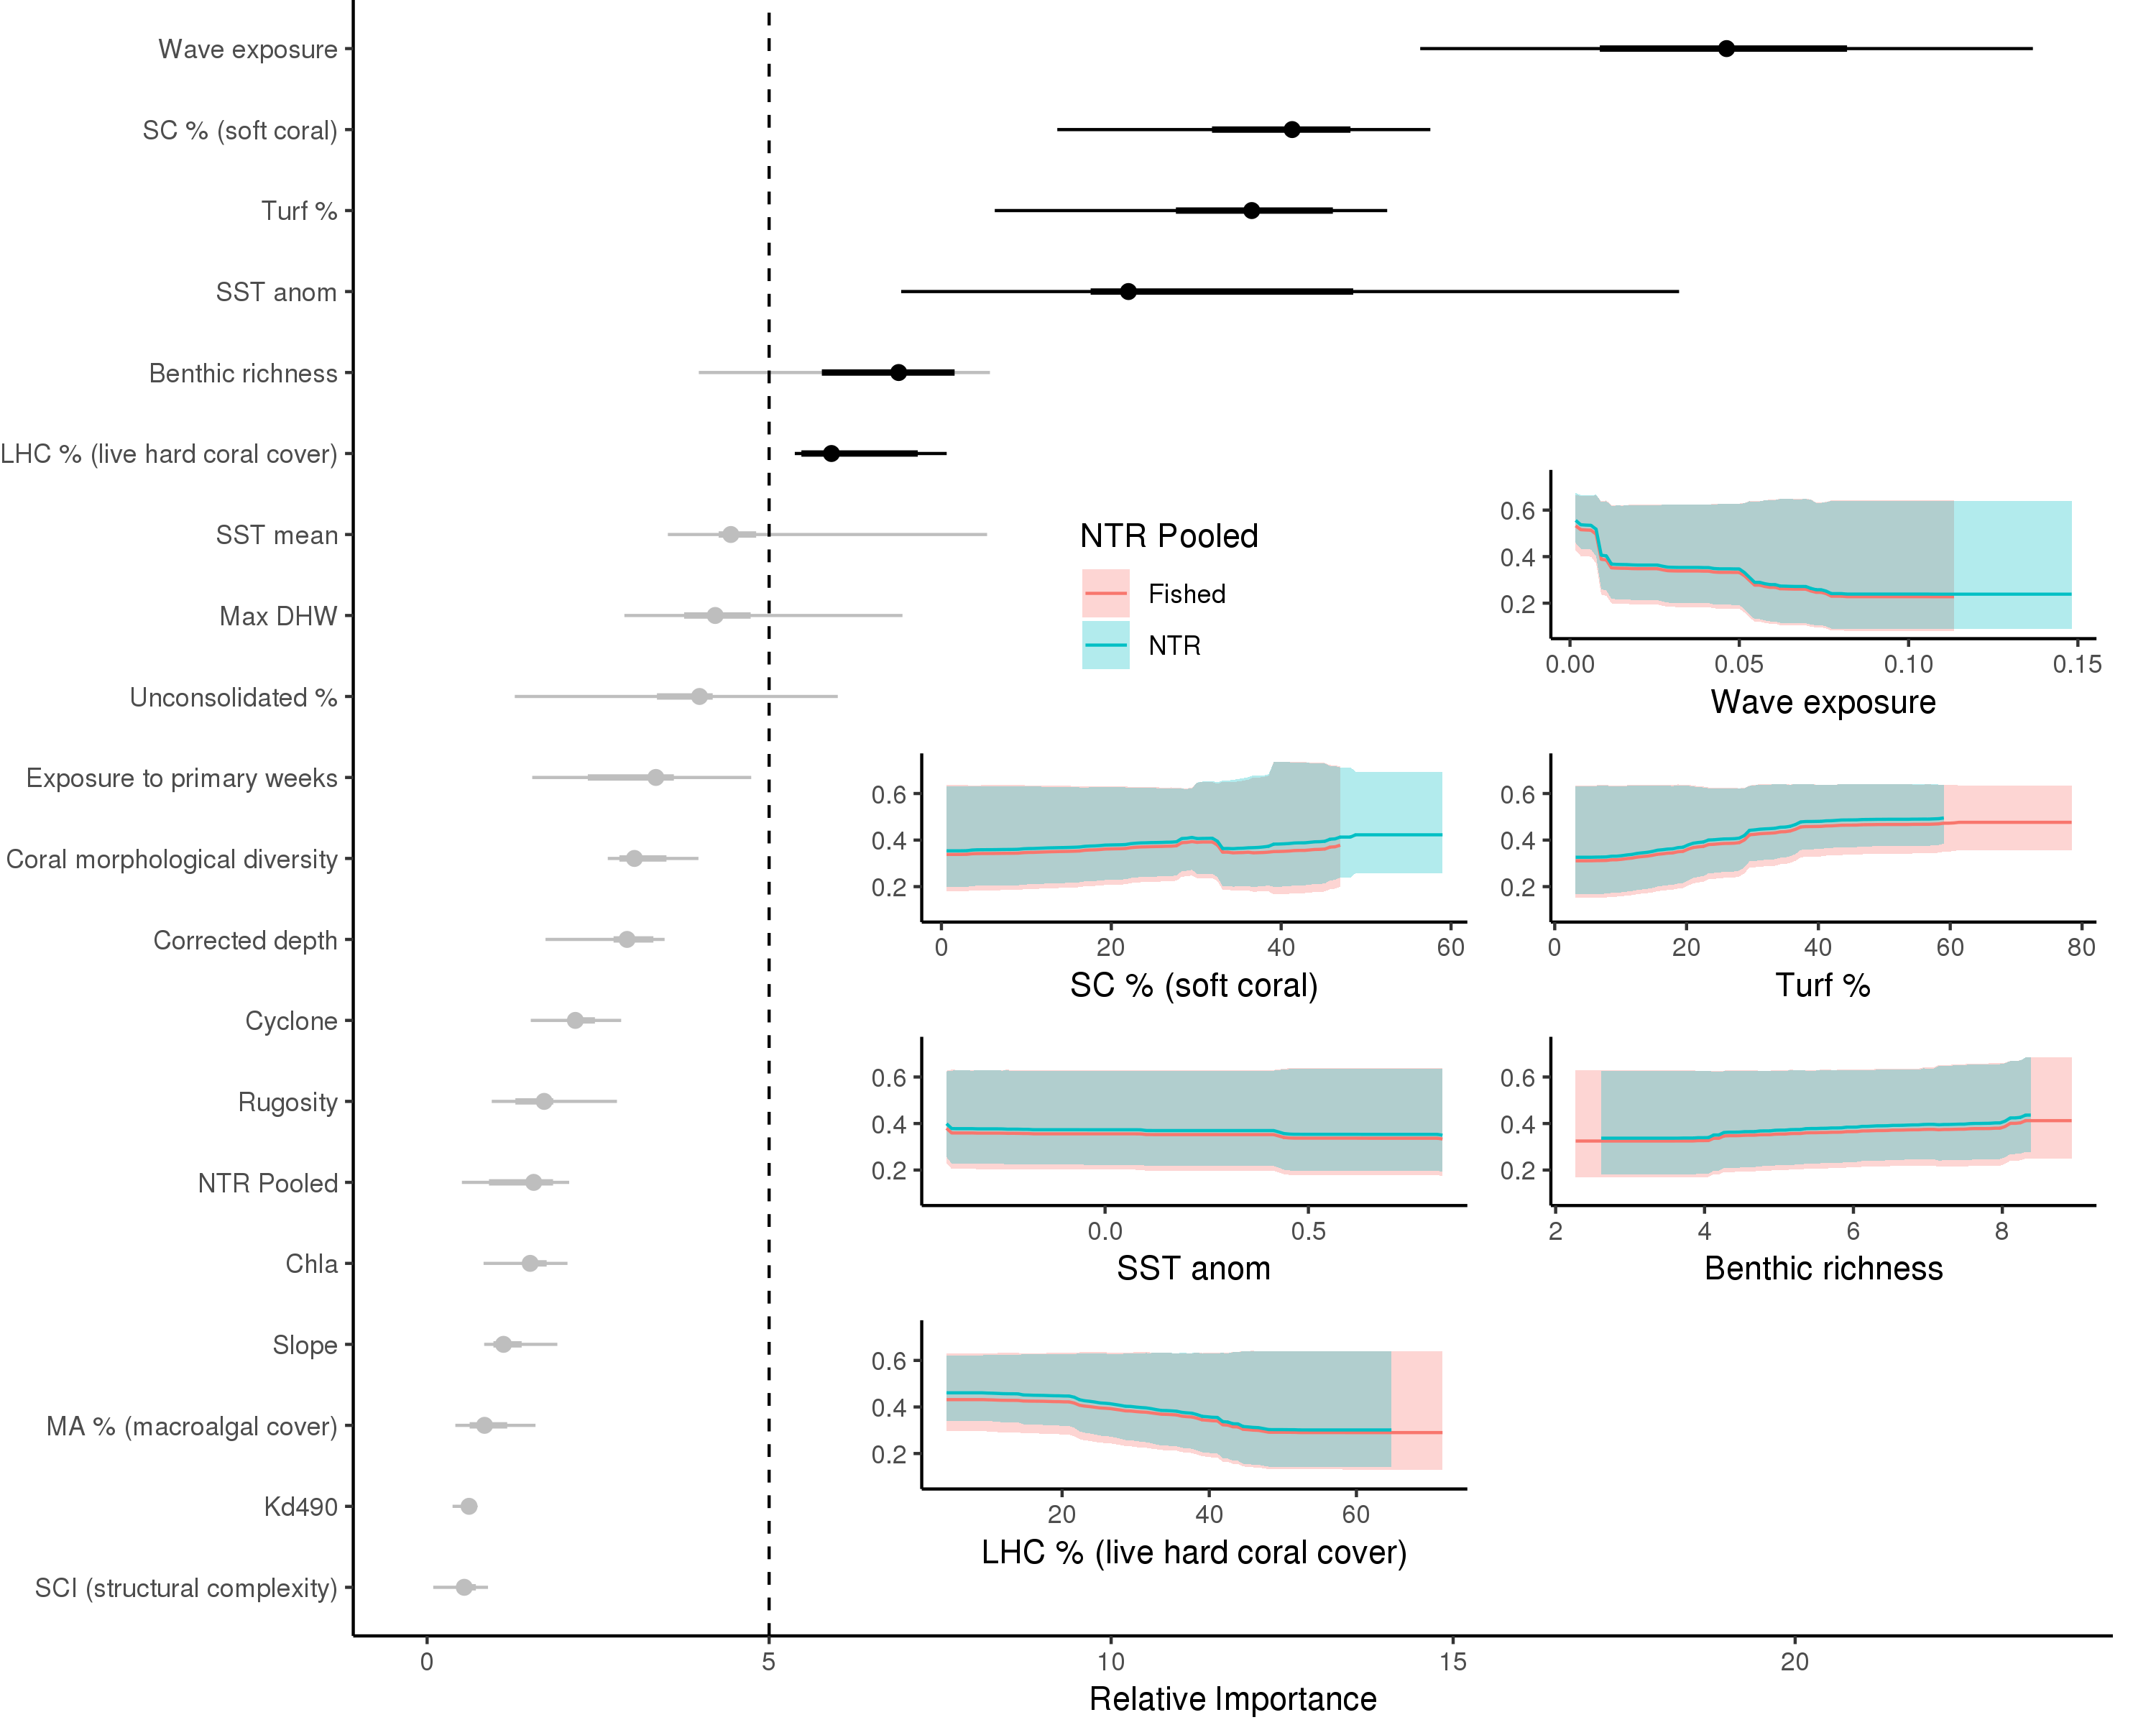 Wave exposure
SC % (soft coral)
Turf %
SST anom
Benthic richness
LHC % (live hard coral cover)
SST mean
Max DHW
Unconsolidated %
Exposure to primary weeks
Coral morphological diversity
Corrected depth
Cyclone
Rugosity
NTR Pooled
Chla
Slope
MA % (macroalgal cover)
Kd490
SCI (structural complexity)
0 5 10 15 20
Relative Importance
NTR Pooled
Fished
NTR
0.6
0.4
0.2
0.00 0.05 0.10 0.15
Wave exposure
0.6
0.4
0.2
0 20 40 60
SC % (soft coral)
0.6
0.4
0.2
0 20 40 60 80
Turf %
0.6
0.4
0.2
0.0 0.5
SST anom
0.6
0.4
0.2
2 4 6 8
Benthic richness
0.6
0.4
0.2
20 40 60
LHC % (live hard coral cover)